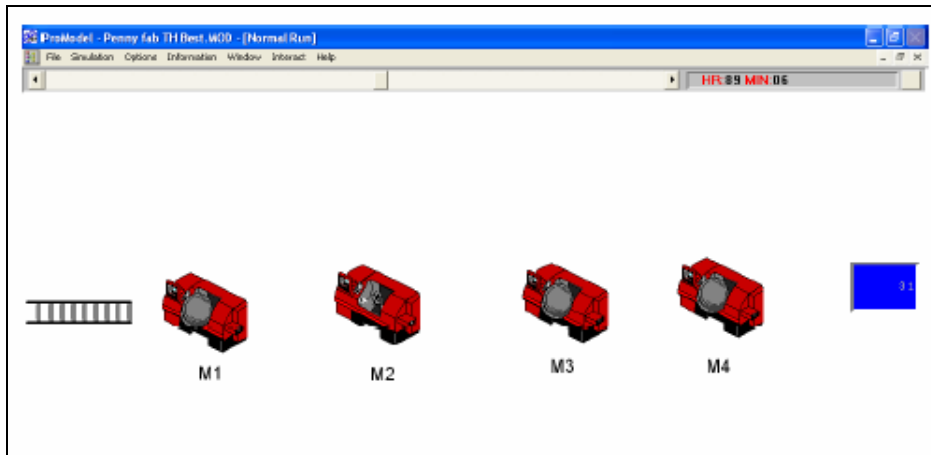 ProModel - Penny fab TH Best.MOD - [Normal Run]
File Simulation Options Information Window Interact Help
HR:89 MIN:06
31
M1 M2 M3 M4